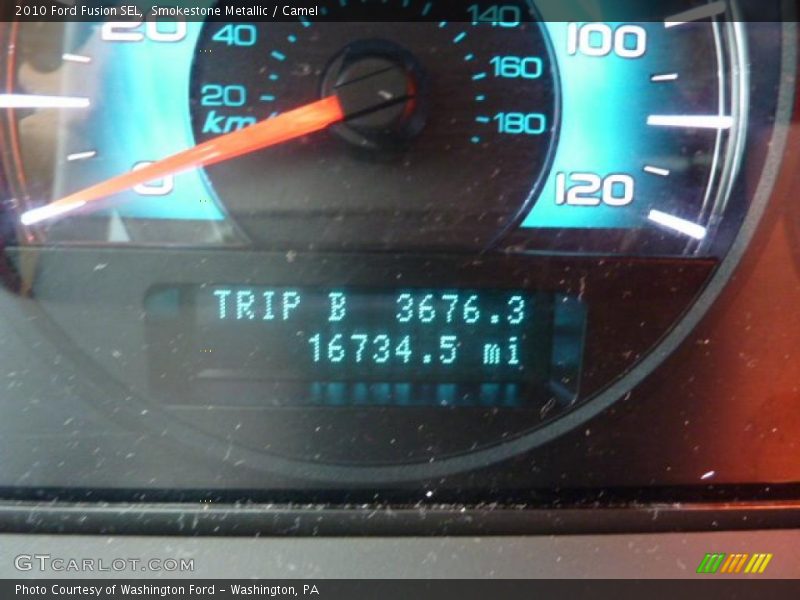 2010 Ford Fusion SEL, Smokestone Metallic / Camel
20
40
140
100
160
20
km/
180
0
120
TRIP B 3676.3
16734.5 mi
GTCARLOT.COM
Photo Courtesy of Washington Ford - Washington, PA